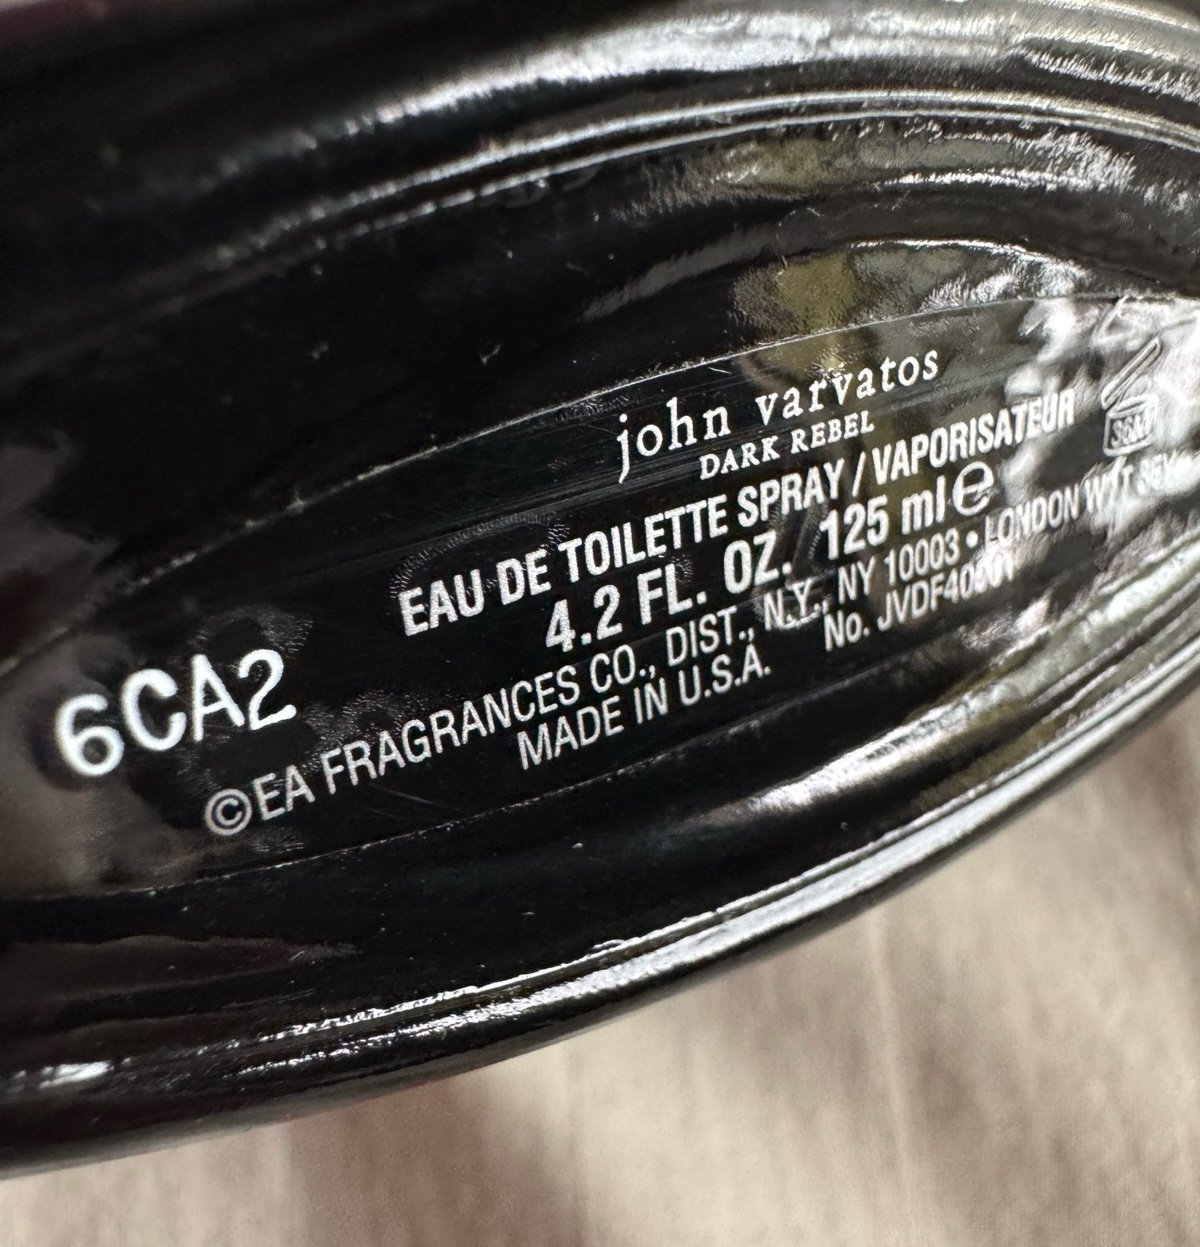 john varvatos
DARK REBEL
EAU DE TOILETTE SPRAY / VAPORISATEUR
36M
4.2 FL. OZ. 125 ml ℮
6CA2
©EA FRAGRANCES CO., DIST., N.Y., NY 10003 • LONDON
MADE IN U.S.A. No.